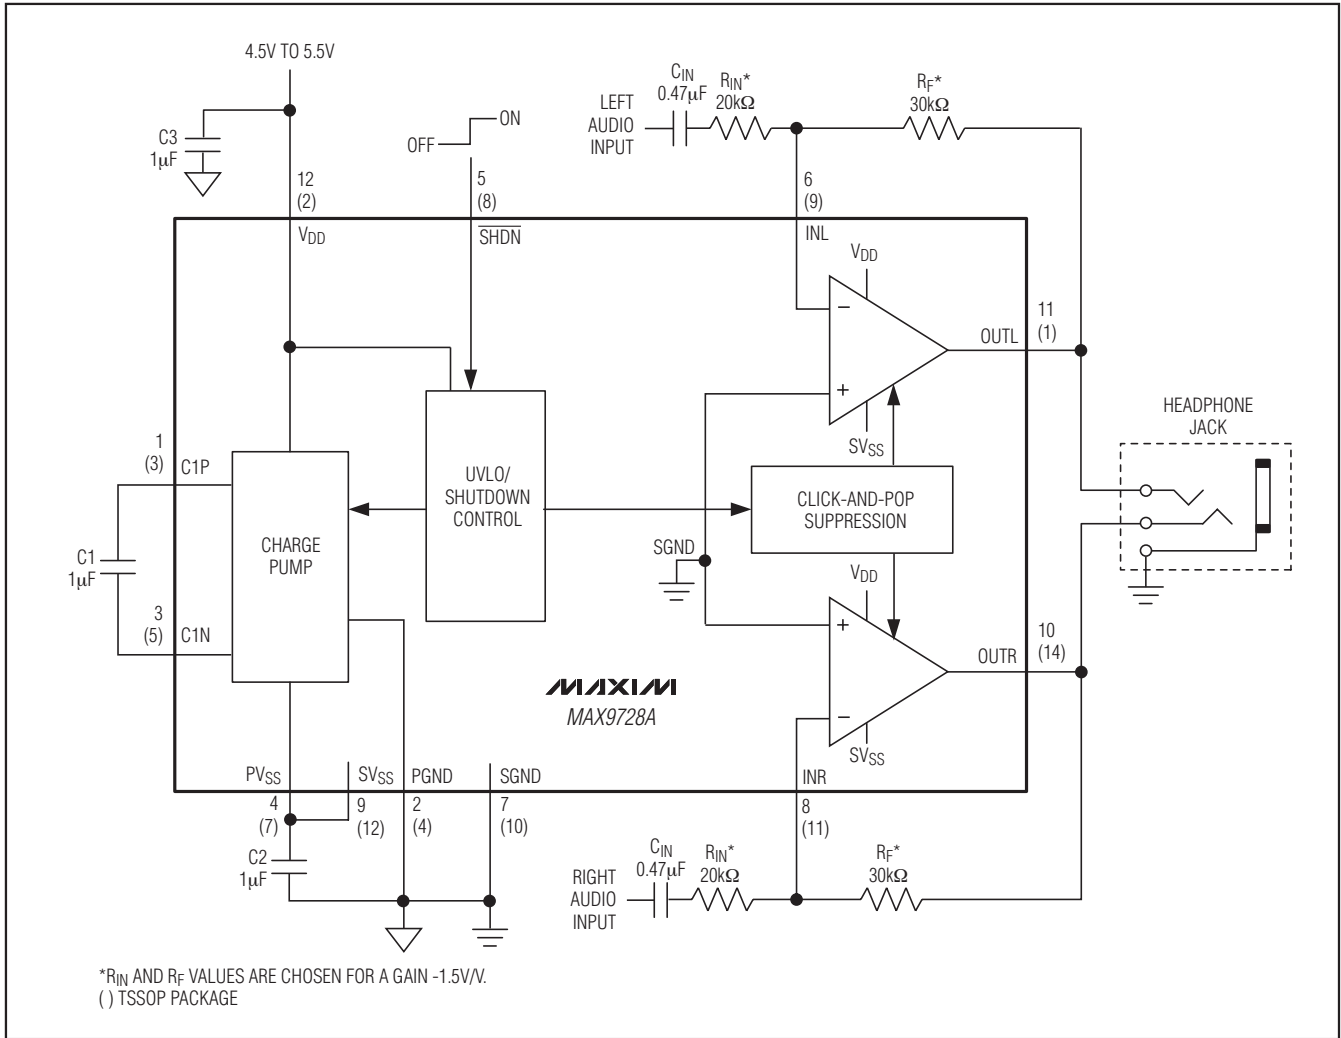 4.5V TO 5.5V
C3
1µF
OFF
ON
LEFT
AUDIO
INPUT
CIN
0.47µF
RIN*
20kΩ
RF*
30kΩ
12
(2)
VDD
5
(8)
SHDN
6
(9)
INL
VDD
−
+
SVSS
OUTL
11
(1)
HEADPHONE
JACK
1
(3)
C1P
C1
1µF
3
(5)
C1N
CHARGE
PUMP
UVLO/
SHUTDOWN
CONTROL
CLICK-AND-POP
SUPPRESSION
SGND
VDD
+
−
SVSS
OUTR
10
(14)
MAXIM
MAX9728A
PVSS
SVSS
PGND
SGND
INR
4
(7)
9
(12)
2
(4)
7
(10)
8
(11)
C2
1µF
RIGHT
AUDIO
INPUT
CIN
0.47µF
RIN*
20kΩ
RF*
30kΩ
*RIN AND RF VALUES ARE CHOSEN FOR A GAIN -1.5V/V.
( ) TSSOP PACKAGE